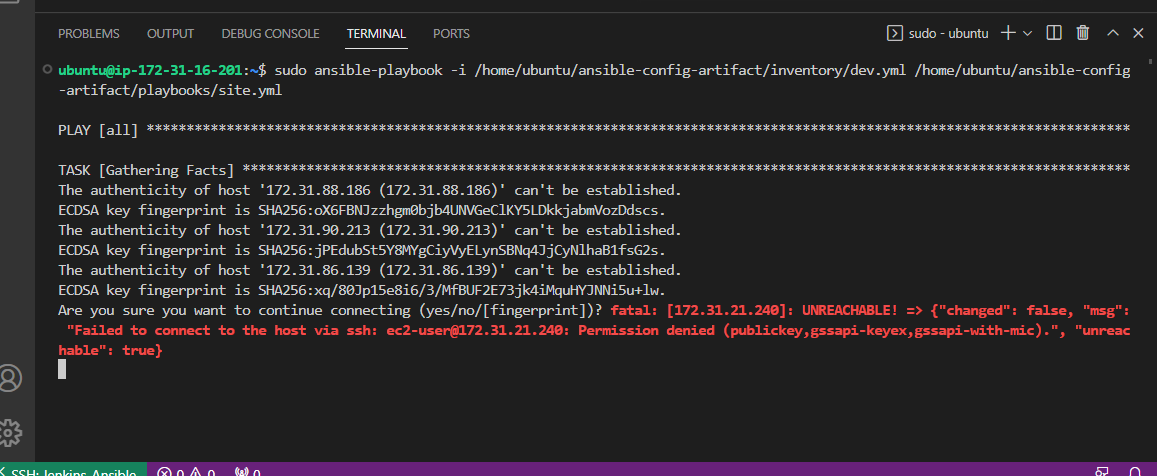 PROBLEMS OUTPUT DEBUG CONSOLE TERMINAL PORTS sudo - ubuntu
ubuntu@ip-172-31-16-201:~$ sudo ansible-playbook -i /home/ubuntu/ansible-config-artifact/inventory/dev.yml /home/ubuntu/ansible-config
-artifact/playbooks/site.yml
PLAY [all] ***************************************************************************************************************************
TASK [Gathering Facts] ***************************************************************************************************************
The authenticity of host '172.31.88.186 (172.31.88.186)' can't be established.
ECDSA key fingerprint is SHA256:oX6FBNJzzhgm0bjb4UNVGeClKY5LDkkjabmVozDdscs.
The authenticity of host '172.31.90.213 (172.31.90.213)' can't be established.
ECDSA key fingerprint is SHA256:jPEdubSt5Y8MYgCiyVyELynSBNq4JjCyNlhaB1fsG2s.
The authenticity of host '172.31.86.139 (172.31.86.139)' can't be established.
ECDSA key fingerprint is SHA256:xq/80Jp15e8i6/3/MfBUF2E73jk4iMquHYJNNi5u+lw.
Are you sure you want to continue connecting (yes/no/[fingerprint])? fatal: [172.31.21.240]: UNREACHABLE! => {"changed": false, "msg":
"Failed to connect to the host via ssh: ec2-user@172.31.21.240: Permission denied (publickey,gssapi-keyex,gssapi-with-mic).", "unreac
hable": true}
SSH: Jenkins-Ansible 0 0 0